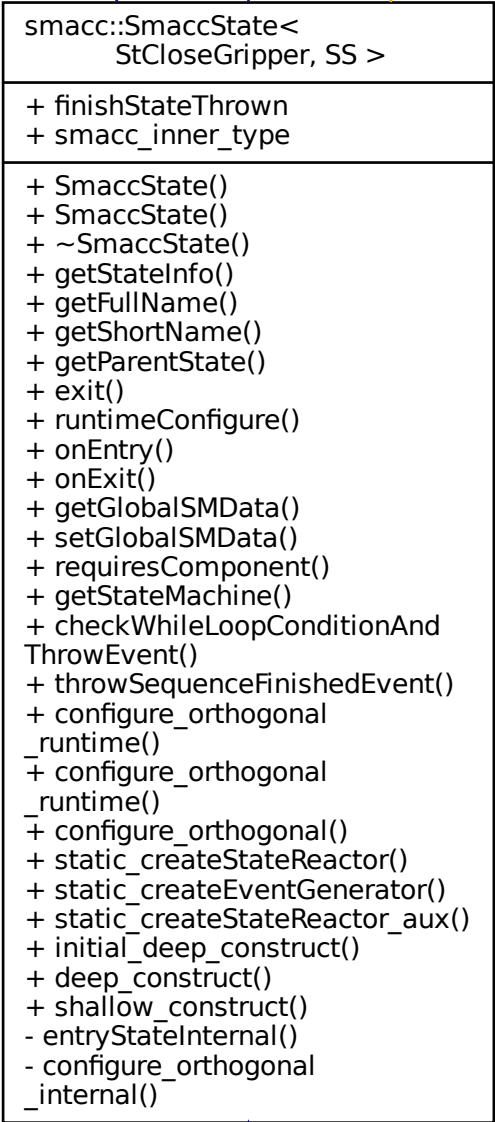 smacc::SmaccState<
StCloseGripper, SS >
+ finishStateThrown
+ smacc_inner_type
+ SmaccState()
+ SmaccState()
+ ~SmaccState()
+ getStateInfo()
+ getFullName()
+ getShortName()
+ getParentState()
+ exit()
+ runtimeConfigure()
+ onEntry()
+ onExit()
+ getGlobalSMData()
+ setGlobalSMData()
+ requiresComponent()
+ getStateMachine()
+ checkWhileLoopConditionAnd
ThrowEvent()
+ throwSequenceFinishedEvent()
+ configure_orthogonal
_runtime()
+ configure_orthogonal
_runtime()
+ configure_orthogonal()
+ static_createStateReactor()
+ static_createEventGenerator()
+ static_createStateReactor_aux()
+ initial_deep_construct()
+ deep_construct()
+ shallow_construct()
- entryStateInternal()
- configure_orthogonal
_internal()